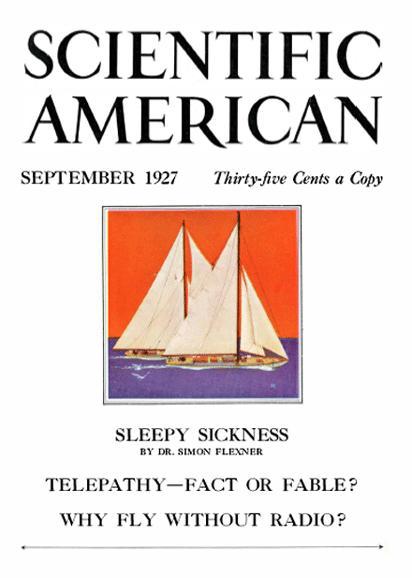 SCIENTIFIC
AMERICAN
SEPTEMBER 1927 Thirty-five Cents a Copy
SLEEPY SICKNESS
BY DR. SIMON FLEXNER
TELEPATHY—FACT OR FABLE?
WHY FLY WITHOUT RADIO?